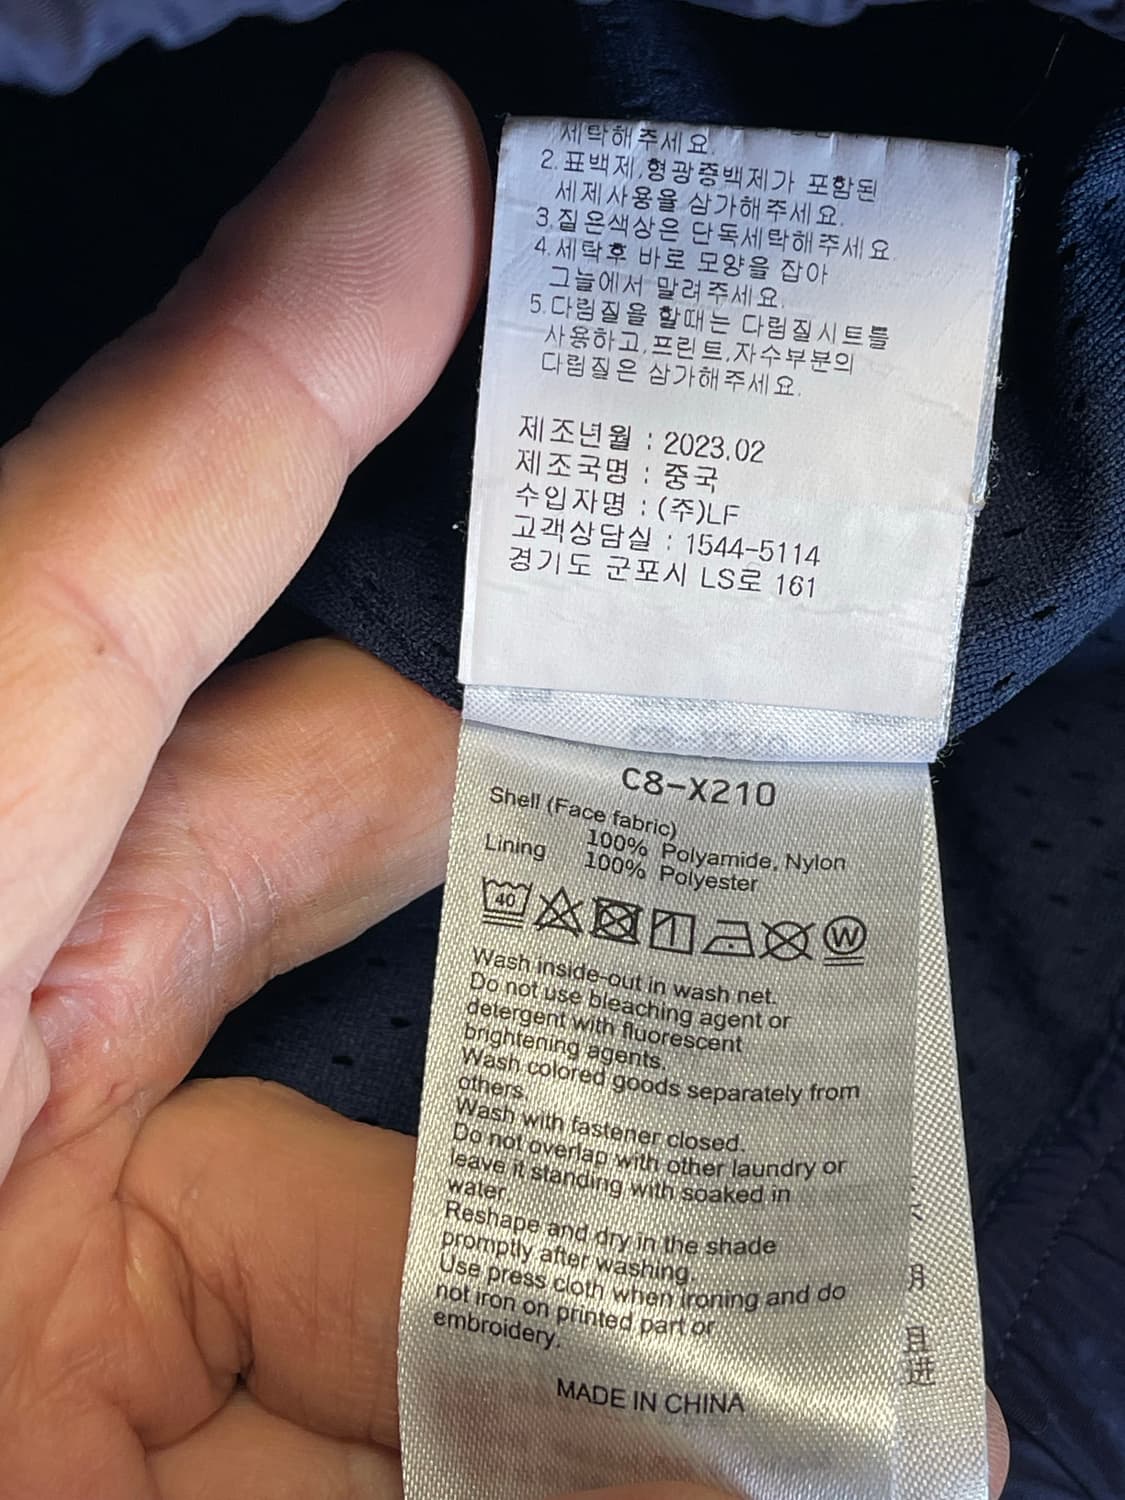 세탁해주세요.
2.표백제,형광증백제가 포함된
세제사용을 삼가해주세요.
3.짙은색상은 단독세탁해주세요
4.세탁후 바로 모양을 잡아
그늘에서 말려주세요.
5.다림질을 할때는 다림질시트를
사용하고,프린트,자수부분의
다림질은 삼가해주세요.
제조년월 : 2023.02
제조국명 : 중국
수입자명 : (주)LF
고객상담실 : 1544-5114
경기도 군포시 LS로 161
C8-X210
Shell (Face fabric)
100% Polyamide, Nylon
Lining 100% Polyester
40
W
Wash inside-out in wash net.
Do not use bleaching agent or
detergent with fluorescent
brightening agents.
Wash colored goods separately from
others.
Wash with fastener closed.
Do not overlap with other laundry or
leave it standing with soaked in
water.
Reshape and dry in the shade
promptly after washing.
Use press cloth when ironing and do
not iron on printed part or
embroidery.
MADE IN CHINA
月
且
进